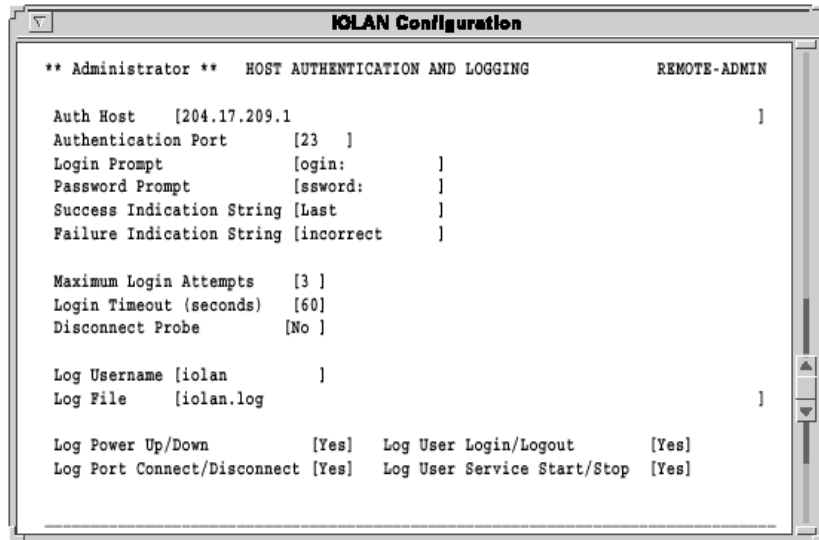 IOLAN Configuration
** Administrator ** HOST AUTHENTICATION AND LOGGING REMOTE-ADMIN
Auth Host [204.17.209.1 ]
Authentication Port [23 ]
Login Prompt [ogin: ]
Password Prompt [ssword: ]
Success Indication String [Last ]
Failure Indication String [incorrect ]
Maximum Login Attempts [3 ]
Login Timeout (seconds) [60]
Disconnect Probe [No ]
Log Username [iolan ]
Log File [iolan.log ]
Log Power Up/Down [Yes] Log User Login/Logout [Yes]
Log Port Connect/Disconnect [Yes] Log User Service Start/Stop [Yes]